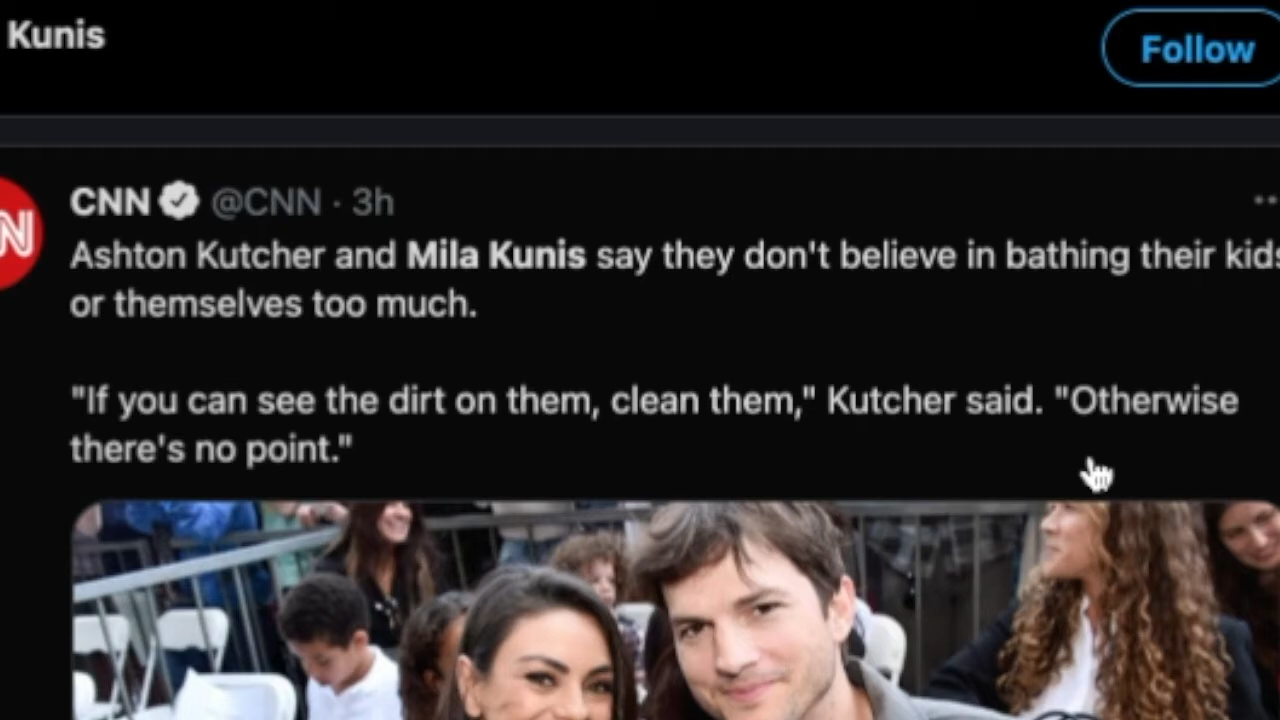 Kunis
Follow
CNN @CNN · 3h
Ashton Kutcher and Mila Kunis say they don't believe in bathing their kids
or themselves too much.
"If you can see the dirt on them, clean them," Kutcher said. "Otherwise
there's no point."